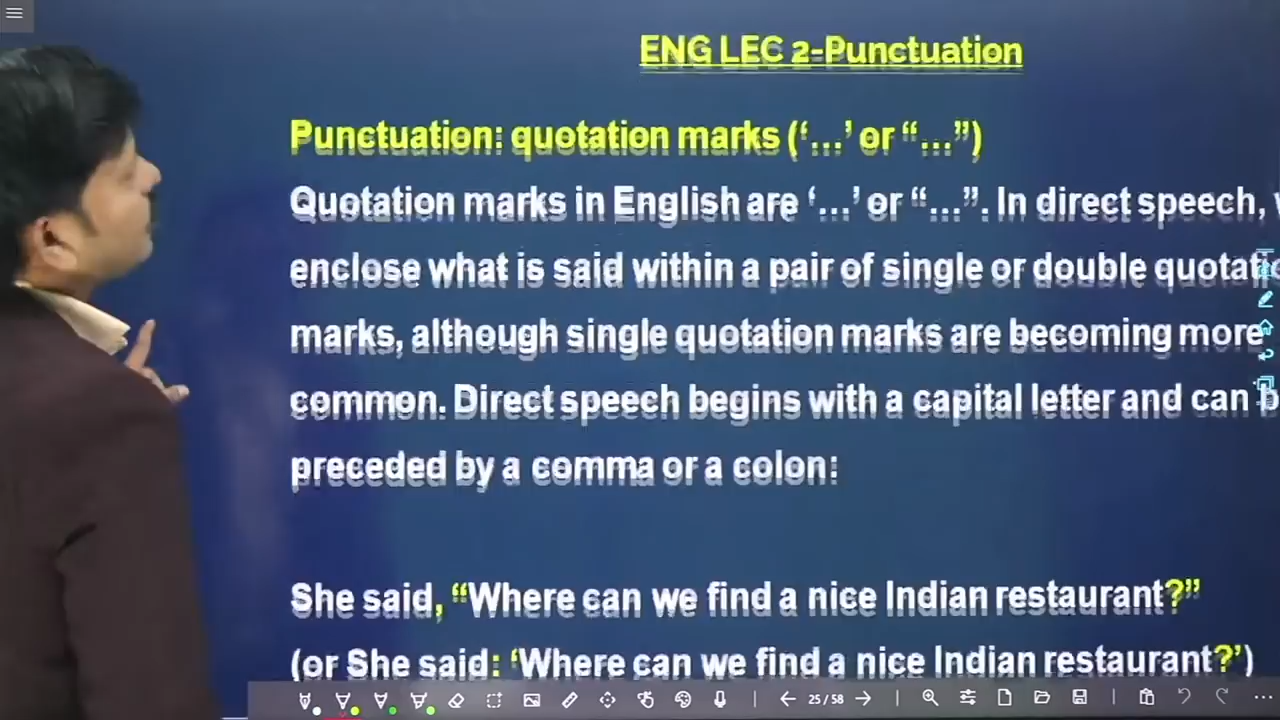 ENG LEC 2-Punctuation
Punctuation: quotation marks (‘…’ or “…”)
Quotation marks in English are ‘…’ or “…”. In direct speech,
enclose what is said within a pair of single or double
marks, although single quotation marks are becoming more
common. Direct speech begins with a capital letter and can
preceded by a comma or a colon:
She said, “Where can we find a nice Indian restaurant?”
(or She said: ‘Where can we find a nice Indian restaurant?’)
25 / 58